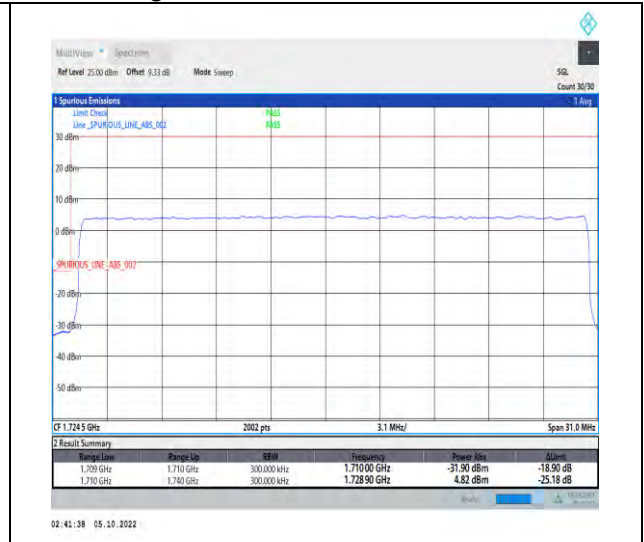 MultiView Spectrum
Ref Level 25.00 dBm Offset 9.33 dB Mode Sweep SGL
Count 30/30
1 Spurious Emissions 1 Avg
Limit Check PASS
Line _SPURIOUS_LINE_ABS_002 PASS
30 dBm
20 dBm
10 dBm
0 dBm
_SPURIOUS_LINE_ABS_002
-20 dBm
-30 dBm
-40 dBm
-50 dBm
CF 1.7245 GHz 2002 pts 3.1 MHz/ Span 31.0 MHz
2 Result Summary
Range Low Range Up RBW Frequency Power Abs ΔLimit
1.709 GHz 1.710 GHz 300.000 kHz 1.71000 GHz -31.90 dBm -18.90 dB
1.710 GHz 1.740 GHz 300.000 kHz 1.72890 GHz 4.82 dBm -25.18 dB
Ready
02:41:38 05.10.2022